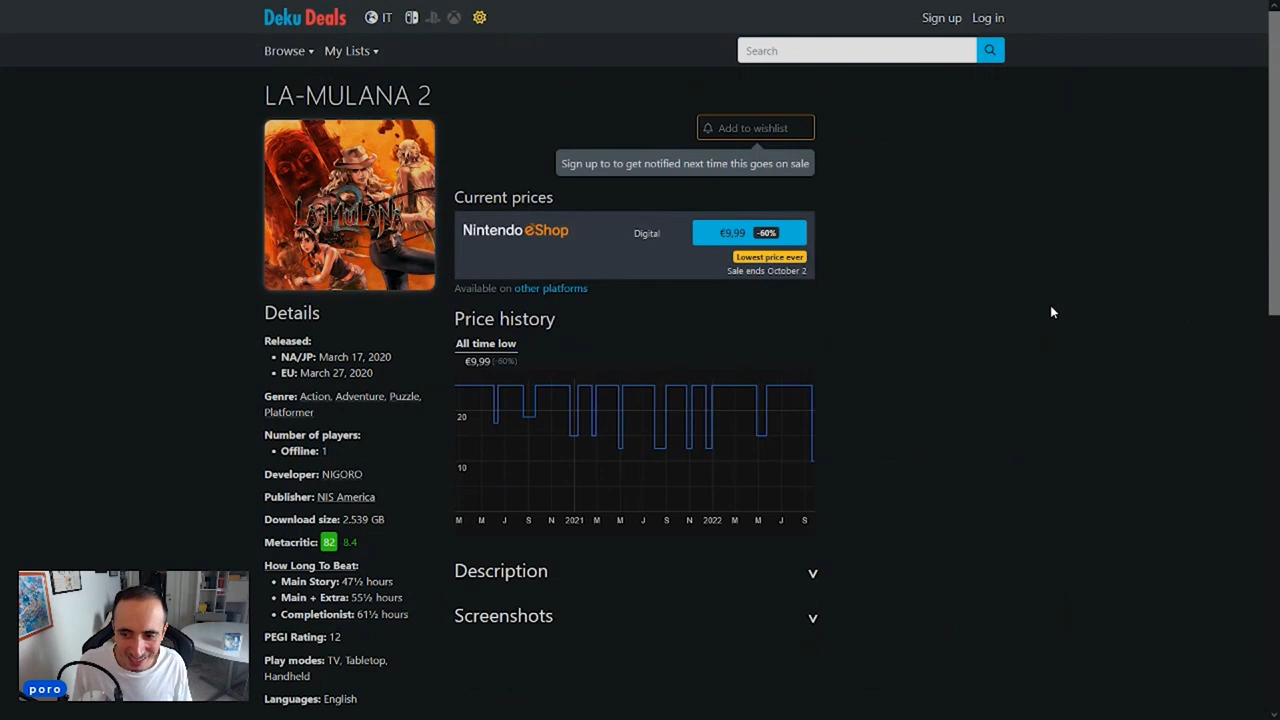 Deku Deals IT Sign up Log in
Browse ▾ My Lists ▾ Search
LA-MULANA 2
Add to wishlist
Sign up to to get notified next time this goes on sale
LA-MULANA
2
Current prices
Nintendo eShop Digital €9,99 -60%
Lowest price ever
Sale ends October 2
Available on other platforms
Price history
All time low
€9,99 (-60%)
20
10
M M J S N 2021 M M J S N 2022 M M J S
Description
Screenshots
Details
Released:
• NA/JP: March 17, 2020
• EU: March 27, 2020
Genre: Action, Adventure, Puzzle,
Platformer
Number of players:
• Offline: 1
Developer: NIGORO
Publisher: NIS America
Download size: 2.539 GB
Metacritic: 82 8.4
How Long To Beat:
• Main Story: 47½ hours
• Main + Extra: 55½ hours
• Completionist: 61½ hours
PEGI Rating: 12
Play modes: TV, Tabletop,
Handheld
Languages: English
poro